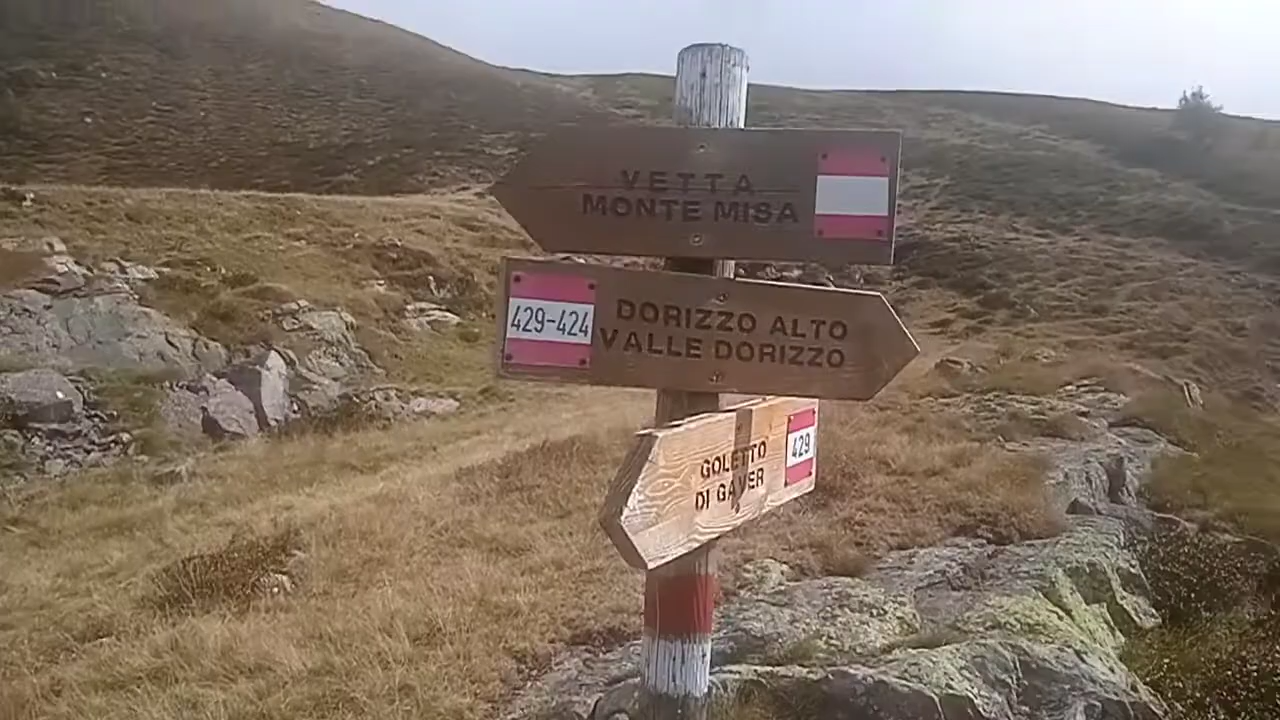 VETTA
MONTE MISA
429-424
DORIZZO ALTO
VALLE DORIZZO
GOLETTO
DI GAVER
429